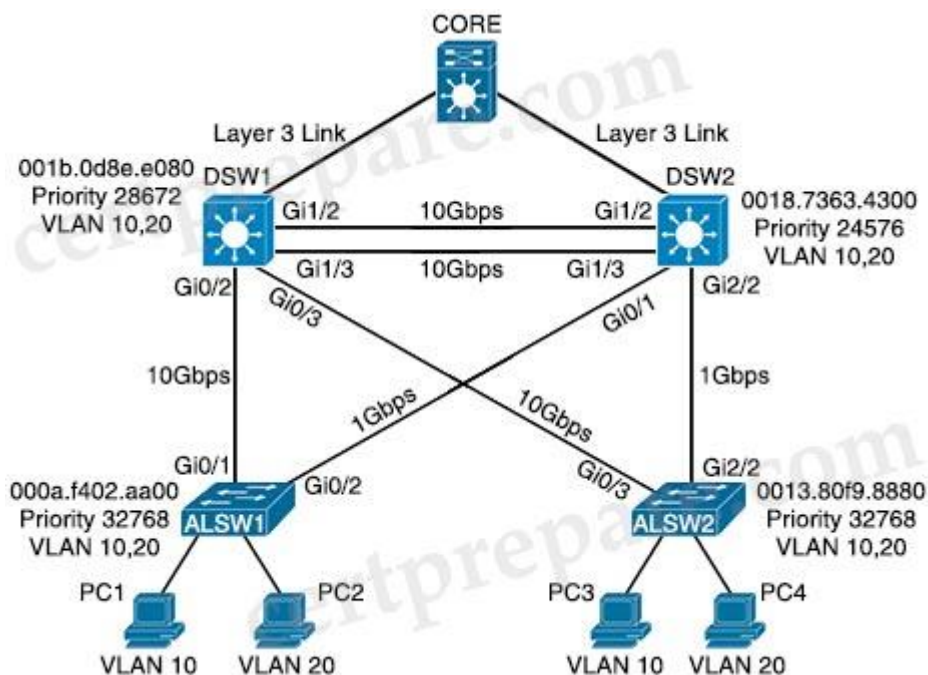 CORE
Layer 3 Link
Layer 3 Link
001b.0d8e.e080
Priority 28672
VLAN 10,20
DSW1
DSW2
0018.7363.4300
Priority 24576
VLAN 10,20
Gi1/2
10Gbps
Gi1/2
Gi1/3
10Gbps
Gi1/3
Gi0/2
Gi0/3
Gi0/1
Gi2/2
10Gbps
1Gbps
10Gbps
1Gbps
Gi0/1
Gi0/2
Gi0/3
Gi2/2
000a.f402.aa00
Priority 32768
VLAN 10,20
ALSW1
ALSW2
0013.80f9.8880
Priority 32768
VLAN 10,20
PC1
PC2
PC3
PC4
VLAN 10
VLAN 20
VLAN 10
VLAN 20
certprepare.com
certprepare.com